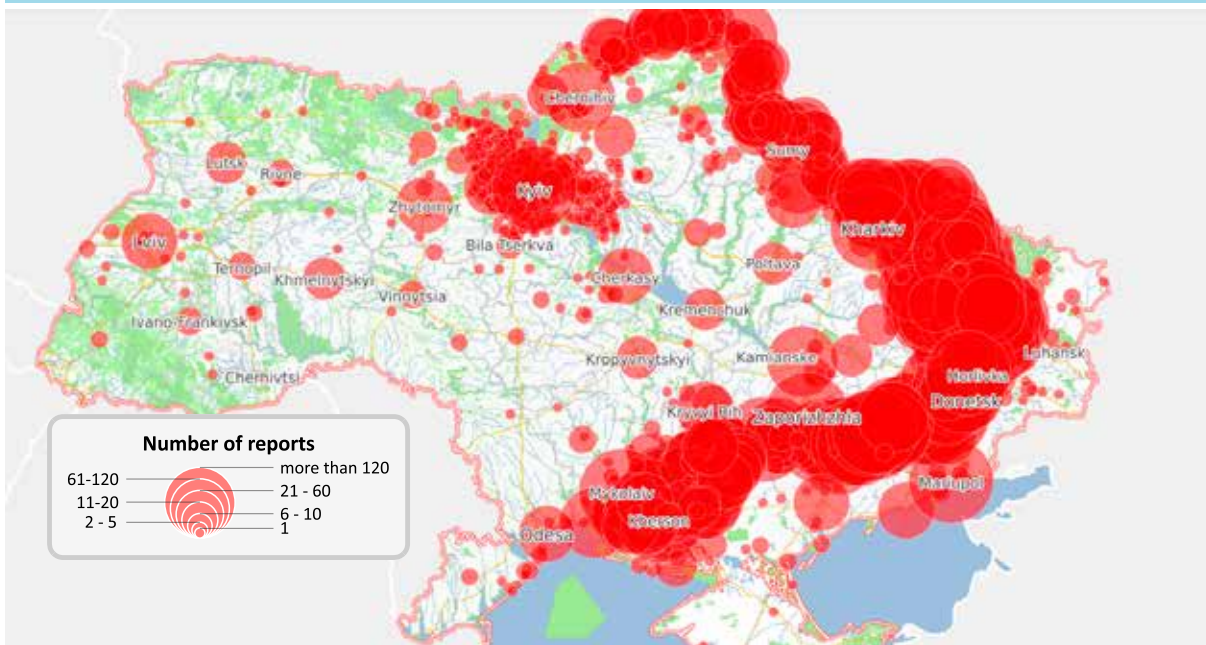 Chernihiv
Sumy
Lutsk
Rivne
Kyiv
Zhytomyr
Kharkiv
Lviv
Bila Tserkva
Ternopil
Khmelnytskyi
Cherkasy
Poltava
Vinnytsia
Kremenchuk
Ivano-Frankivsk
Kropyvnytskyi
Kamianske
Luhansk
Chernivtsi
Horlivka
Donetsk
Kryvyi Rih
Zaporizhzhia
Mariupol
Mykolaiv
Kherson
Odesa
Number of reports
more than 120
61-120
21 - 60
11-20
6 - 10
2 - 5
1